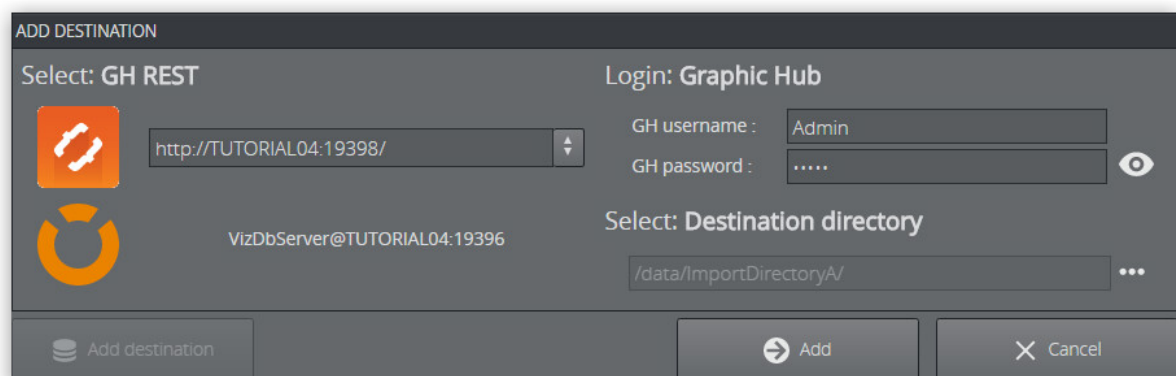 ADD DESTINATION
Select: GH REST
http://TUTORIAL04:19398/
VizDbServer@TUTORIAL04:19396
Login: Graphic Hub
GH username : Admin
GH password : •••••
Select: Destination directory
/data/ImportDirectoryA/
Add destination
Add
Cancel